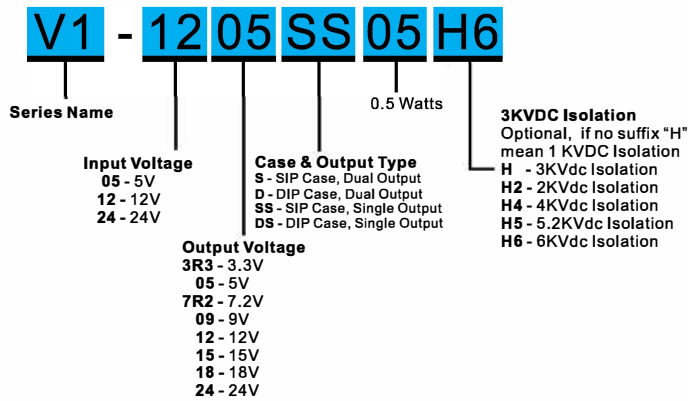 V1 - 12 05 SS 05 H6
Series Name
Input Voltage
05 - 5V
12 - 12V
24 - 24V
Output Voltage
3R3 - 3.3V
05 - 5V
7R2 - 7.2V
09 - 9V
12 - 12V
15 - 15V
18 - 18V
24 - 24V
Case & Output Type
S - SIP Case, Dual Output
D - DIP Case, Dual Output
SS - SIP Case, Single Output
DS - DIP Case, Single Output
0.5 Watts
3KVDC Isolation
Optional, if no suffix “H”
mean 1 KVDC Isolation
H - 3KVdc Isolation
H2 - 2KVdc Isolation
H4 - 4KVdc Isolation
H5 - 5.2KVdc Isolation
H6 - 6KVdc Isolation